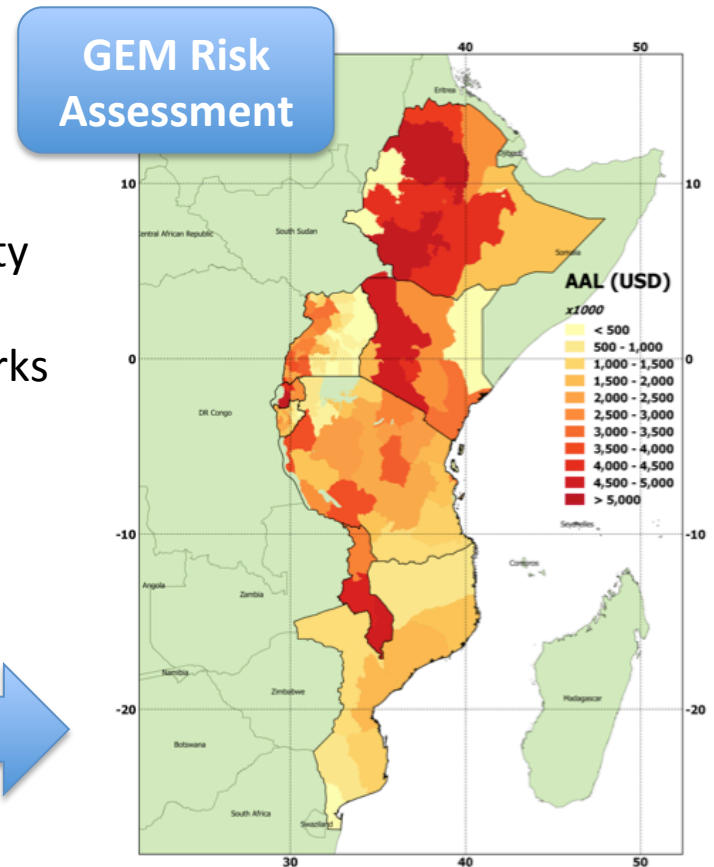 GEM Risk
Assessment
ty
rks
40
50
Eritrea
Djibouti
10
10
Central African Republic
South Sudan
Somalia
AAL (USD)
x1000
< 500
500 - 1,000
1,000 - 1,500
1,500 - 2,000
2,000 - 2,500
2,500 - 3,000
3,000 - 3,500
3,500 - 4,000
4,000 - 4,500
4,500 - 5,000
> 5,000
0
0
DR Congo
Seychelles
-10
-10
Comoros
Angola
Zambia
Namibia
Zimbabwe
Madagascar
-20
-20
Botswana
South Africa
Swaziland
30
40
50